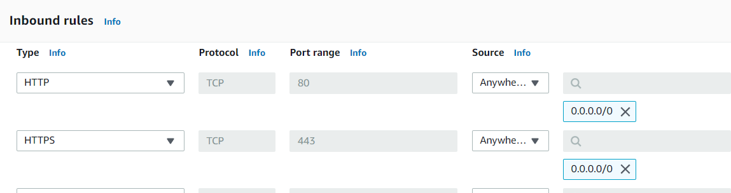 Inbound rules Info
Type Info Protocol Info Port range Info Source Info
HTTP TCP 80 Anywhe...
0.0.0.0/0
HTTPS TCP 443 Anywhe...
0.0.0.0/0